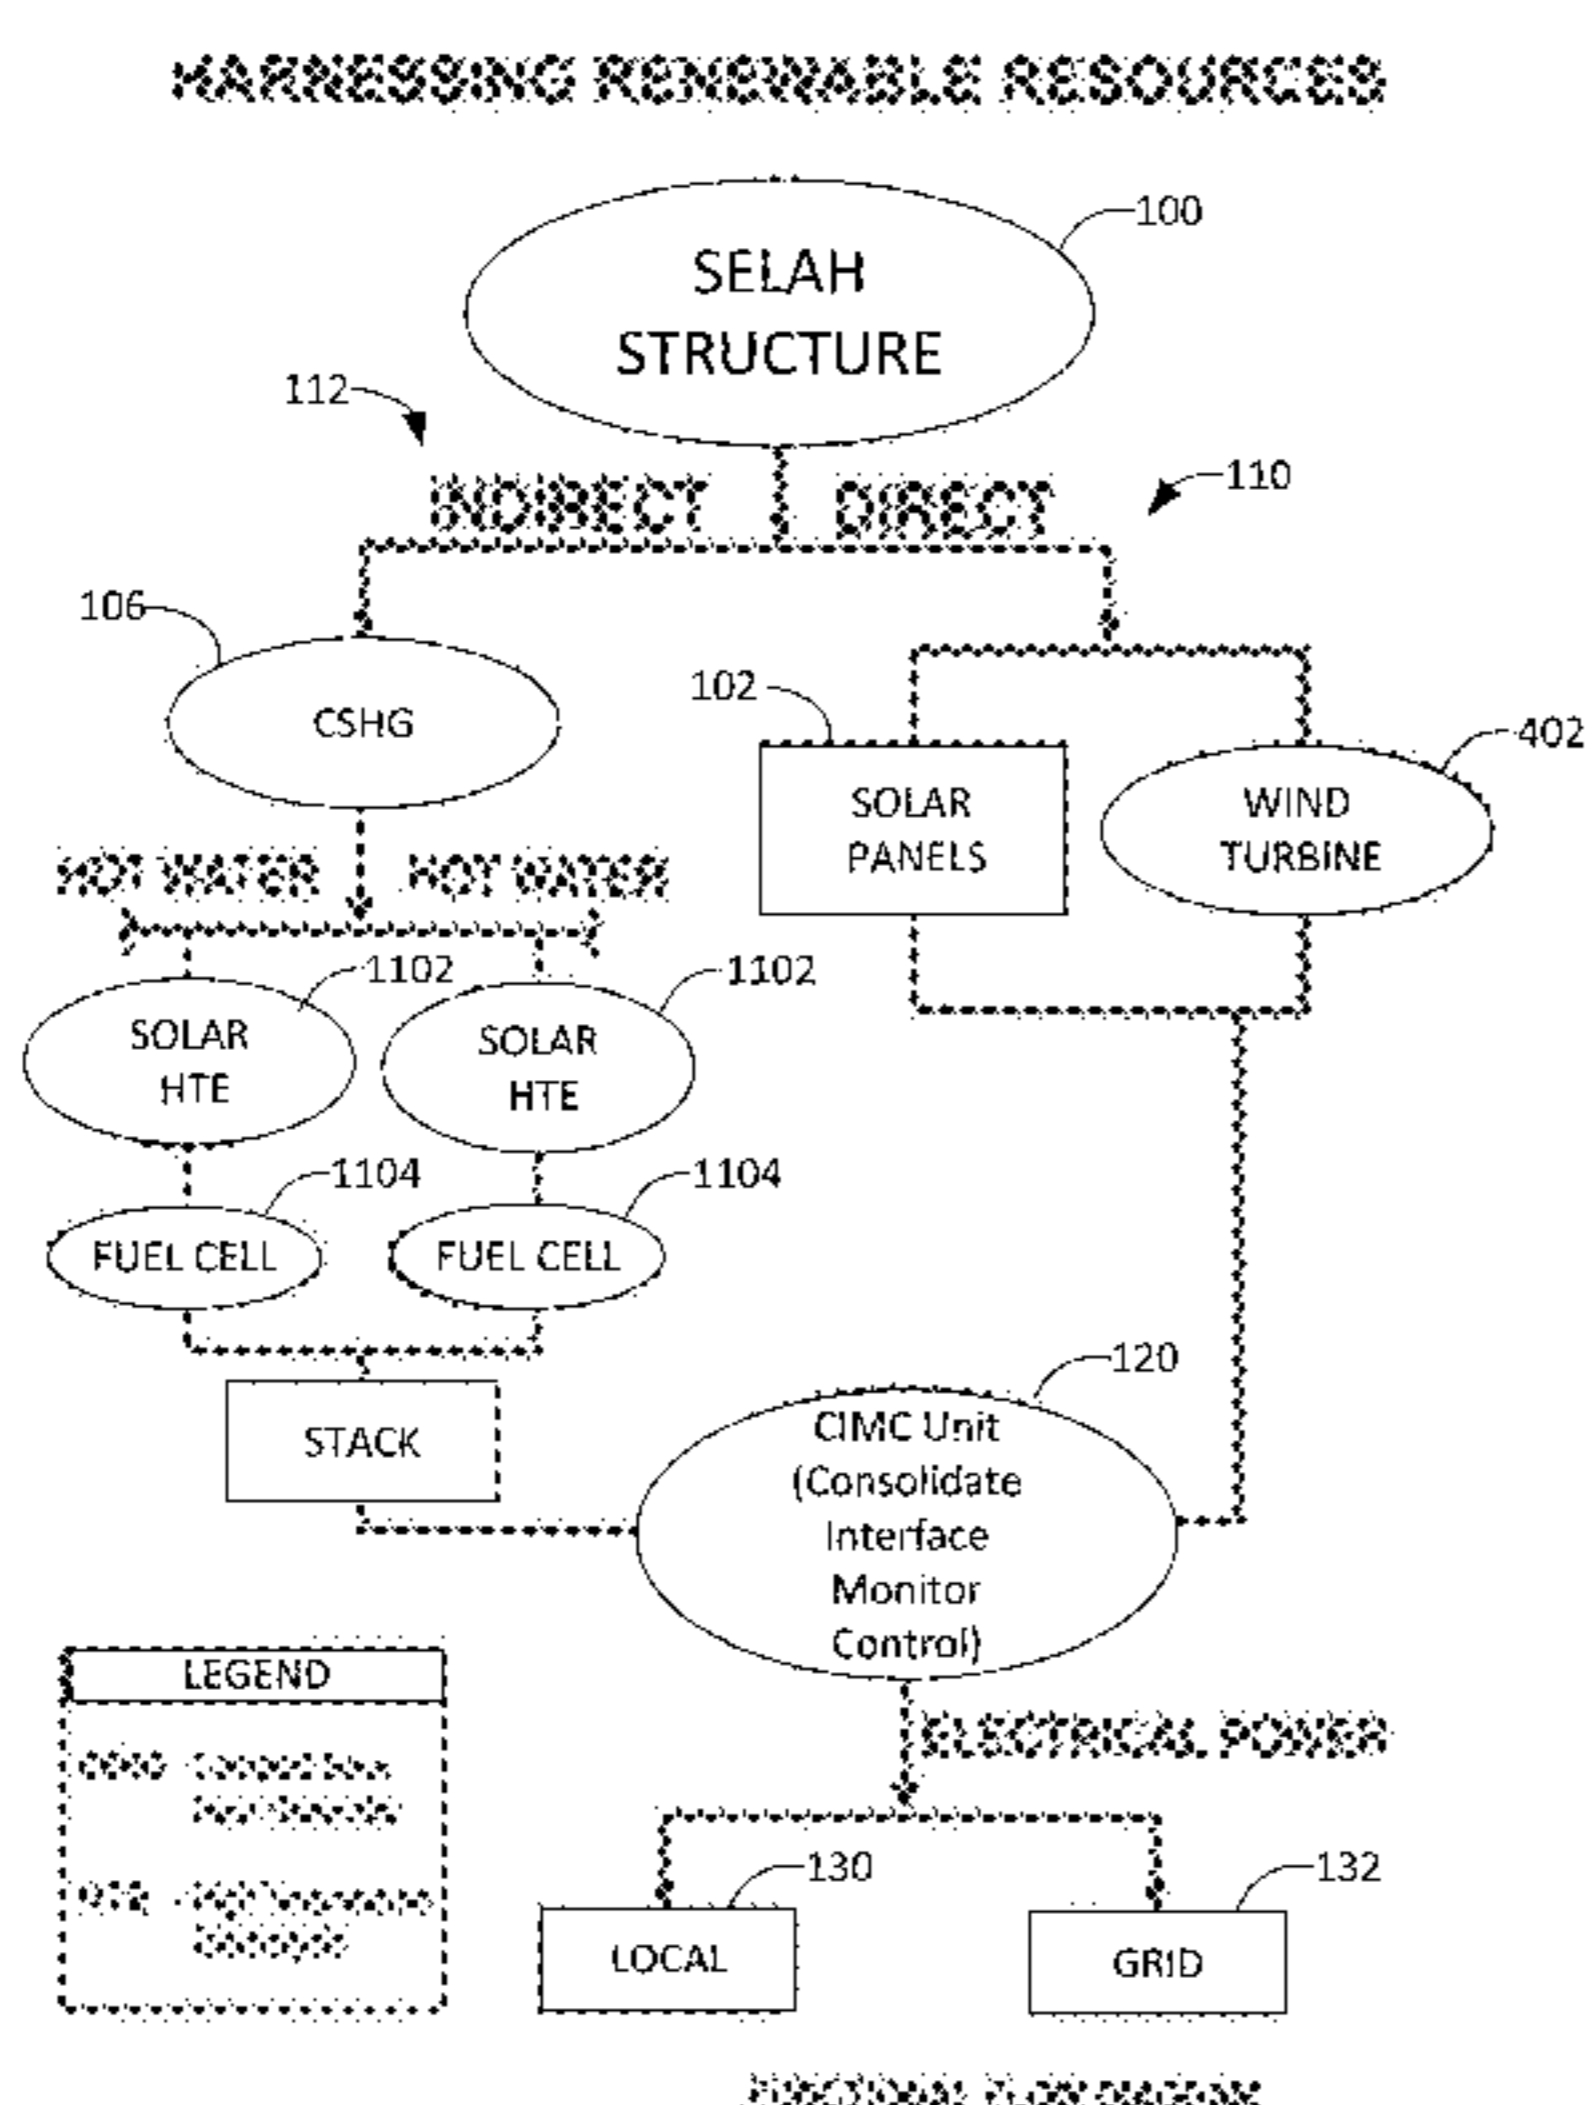 HARNESSING RENEWABLE RESOURCES
100
SELAH
STRUCTURE
112
INDIRECT
DIRECT
110
106
CSHG
102
SOLAR
PANELS
402
WIND
TURBINE
HOT WATER
HOT WATER
1102
SOLAR
HTE
1102
SOLAR
HTE
1104
FUEL CELL
1104
FUEL CELL
STACK
120
CIMC Unit
(Consolidate
Interface
Monitor
Control)
ELECTRICAL POWER
LEGEND
130
LOCAL
132
GRID